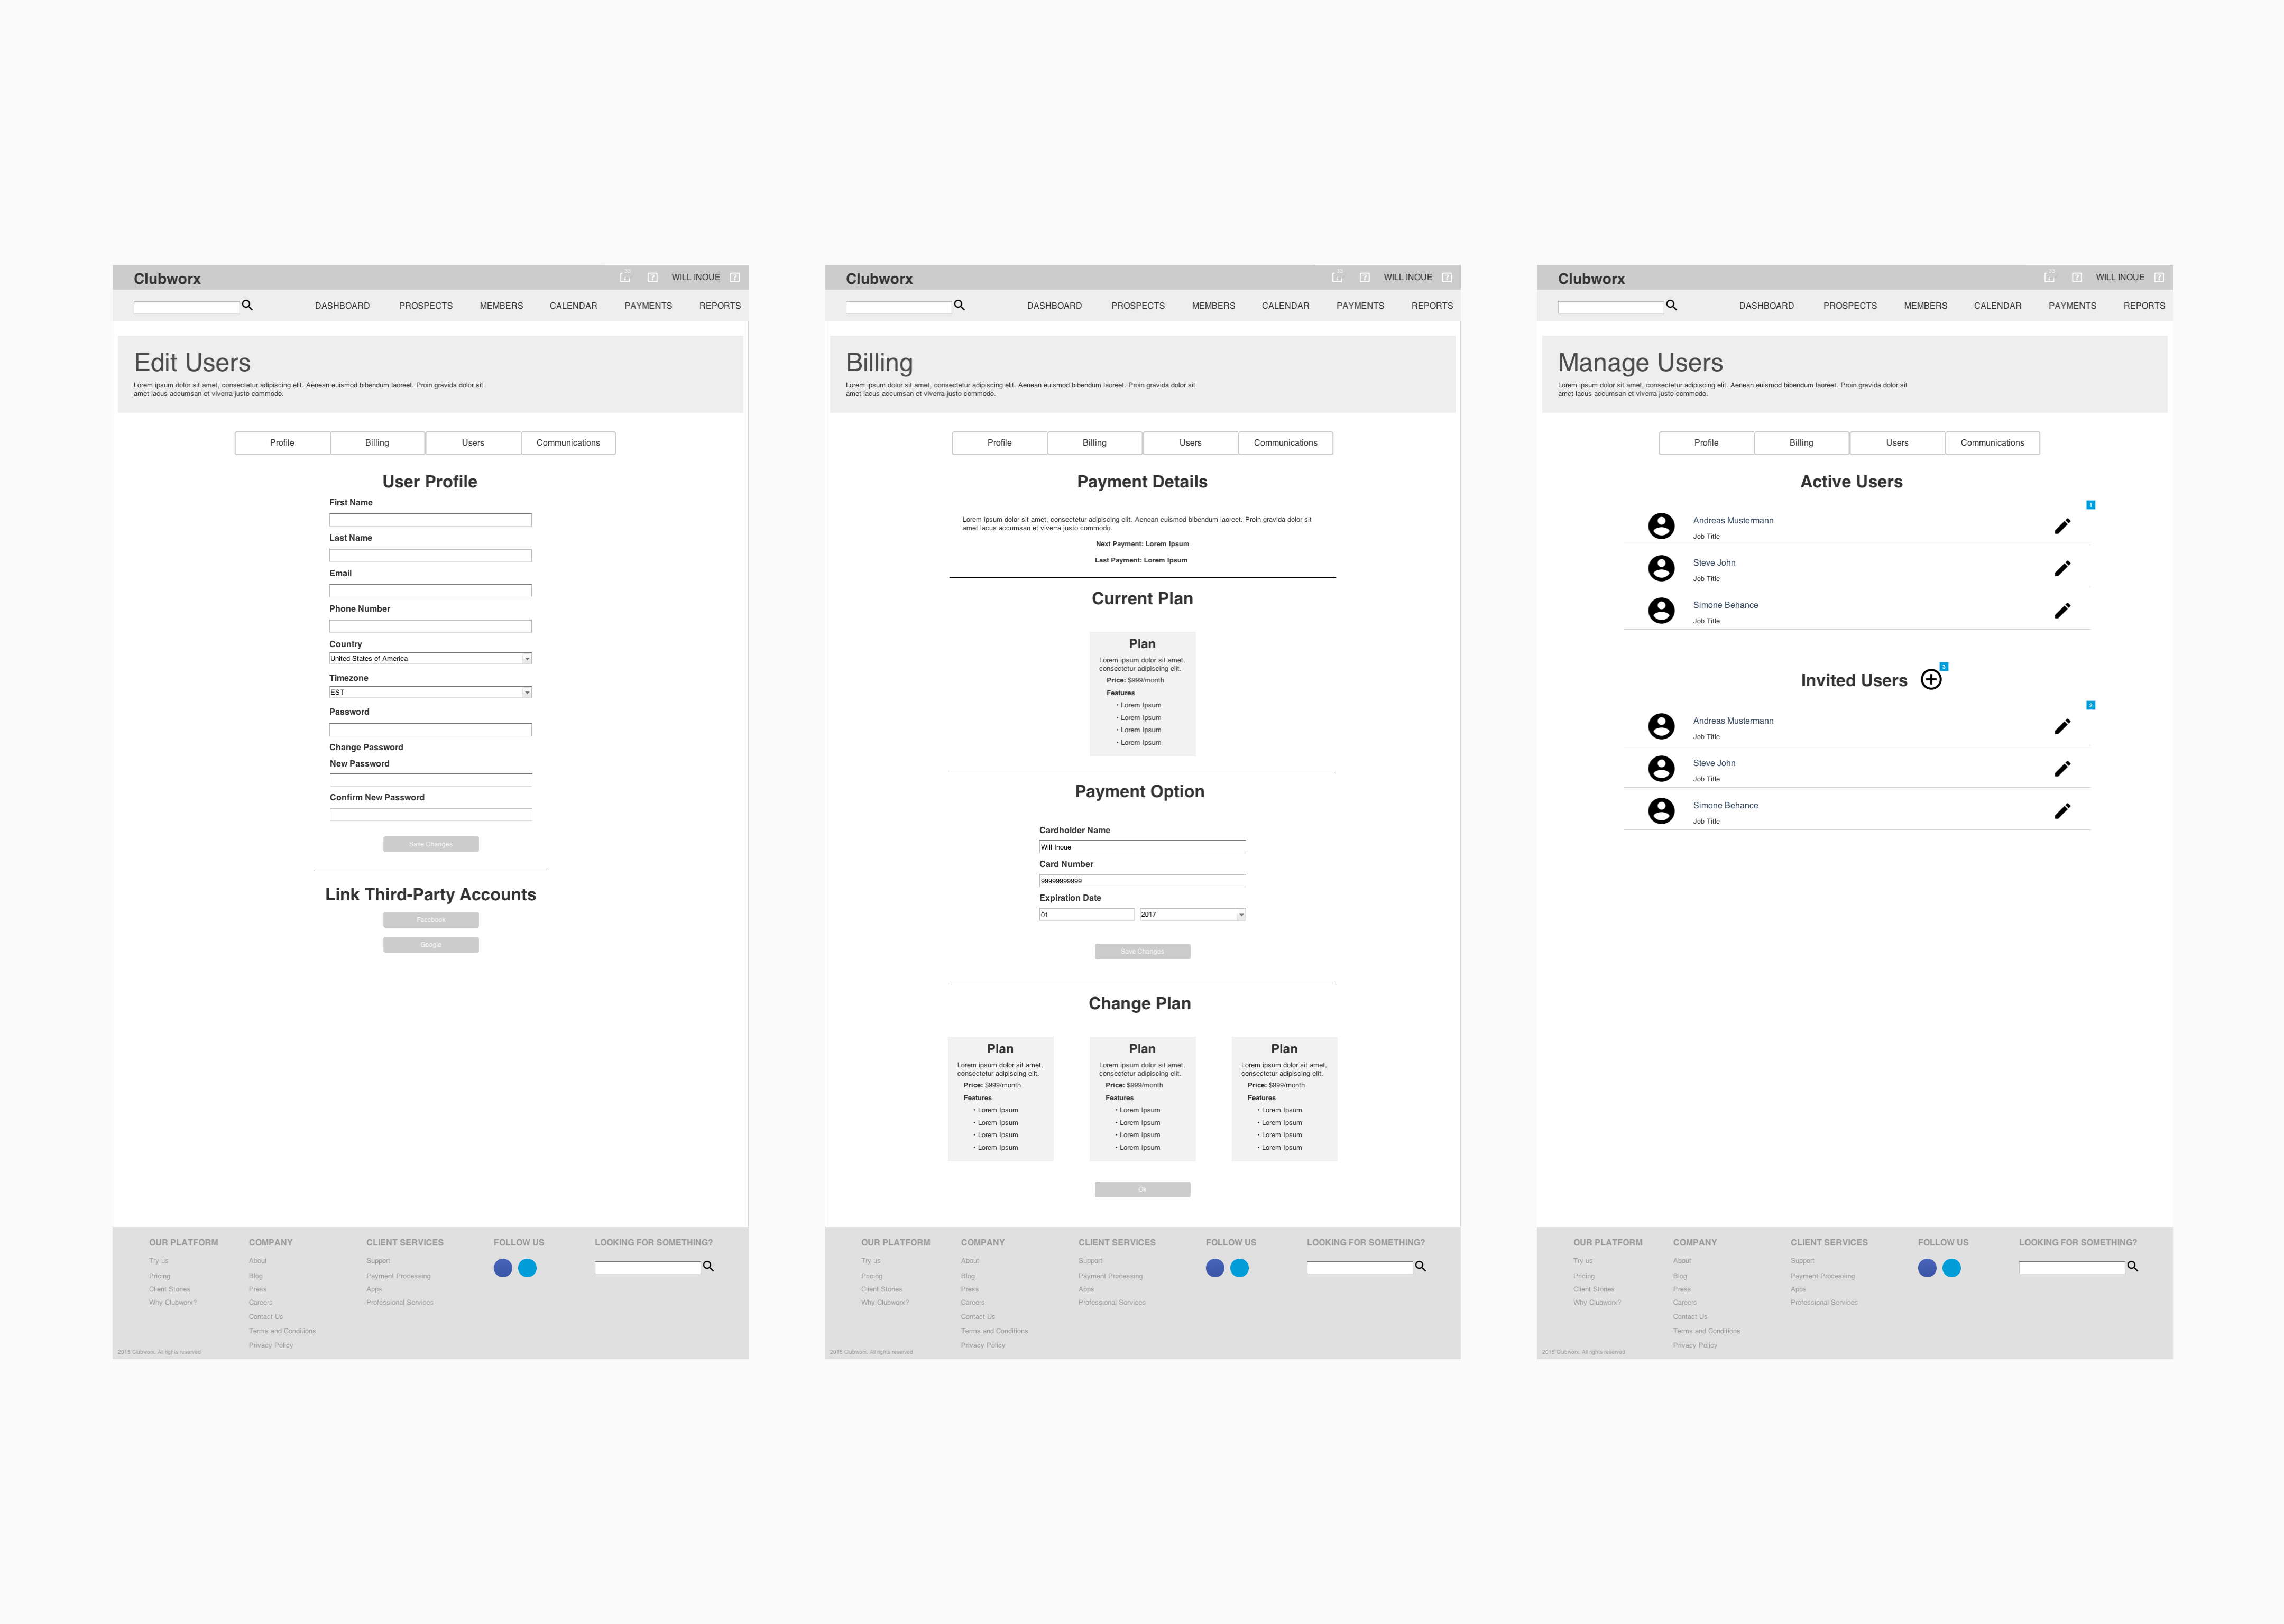 Clubworx
WILL INOUE
DASHBOARD PROSPECTS MEMBERS CALENDAR PAYMENTS REPORTS
Edit Users
Lorem ipsum dolor sit amet, consectetur adipiscing elit. Aenean euismod bibendum laoreet. Proin gravida dolor sit
amet lacus accumsan et viverra justo commodo.
Profile Billing Users Communications
User Profile
First Name
Last Name
Email
Phone Number
Country
United States of America
Timezone
EST
Password
Change Password
New Password
Confirm New Password
Save Changes
Link Third-Party Accounts
Facebook
Google
OUR PLATFORM COMPANY CLIENT SERVICES FOLLOW US LOOKING FOR SOMETHING?
Try us About Support
Pricing Blog Payment Processing
Client Stories Press Apps
Why Clubworx? Careers Professional Services
Contact Us
Terms and Conditions
Privacy Policy
2015 Clubworx. All rights reserved
Clubworx
WILL INOUE
DASHBOARD PROSPECTS MEMBERS CALENDAR PAYMENTS REPORTS
Billing
Lorem ipsum dolor sit amet, consectetur adipiscing elit. Aenean euismod bibendum laoreet. Proin gravida dolor sit
amet lacus accumsan et viverra justo commodo.
Profile Billing Users Communications
Payment Details
Lorem ipsum dolor sit amet, consectetur adipiscing elit. Aenean euismod bibendum laoreet. Proin gravida dolor sit
amet lacus accumsan et viverra justo commodo.
Next Payment: Lorem Ipsum
Last Payment: Lorem Ipsum
Current Plan
Plan
Lorem ipsum dolor sit amet,
consectetur adipiscing elit.
Price: $999/month
Features
• Lorem Ipsum
• Lorem Ipsum
• Lorem Ipsum
• Lorem Ipsum
Payment Option
Cardholder Name
Will Inoue
Card Number
99999999999
Expiration Date
01 2017
Save Changes
Change Plan
Plan
Lorem ipsum dolor sit amet,
consectetur adipiscing elit.
Price: $999/month
Features
• Lorem Ipsum
• Lorem Ipsum
• Lorem Ipsum
• Lorem Ipsum
Plan
Lorem ipsum dolor sit amet,
consectetur adipiscing elit.
Price: $999/month
Features
• Lorem Ipsum
• Lorem Ipsum
• Lorem Ipsum
• Lorem Ipsum
Plan
Lorem ipsum dolor sit amet,
consectetur adipiscing elit.
Price: $999/month
Features
• Lorem Ipsum
• Lorem Ipsum
• Lorem Ipsum
• Lorem Ipsum
Ok
OUR PLATFORM COMPANY CLIENT SERVICES FOLLOW US LOOKING FOR SOMETHING?
Try us About Support
Pricing Blog Payment Processing
Client Stories Press Apps
Why Clubworx? Careers Professional Services
Contact Us
Terms and Conditions
Privacy Policy
2015 Clubworx. All rights reserved
Clubworx
WILL INOUE
DASHBOARD PROSPECTS MEMBERS CALENDAR PAYMENTS REPORTS
Manage Users
Lorem ipsum dolor sit amet, consectetur adipiscing elit. Aenean euismod bibendum laoreet. Proin gravida dolor sit
amet lacus accumsan et viverra justo commodo.
Profile Billing Users Communications
Active Users
1
Andreas Mustermann
Job Title
Steve John
Job Title
Simone Behance
Job Title
3
Invited Users
2
Andreas Mustermann
Job Title
Steve John
Job Title
Simone Behance
Job Title
OUR PLATFORM COMPANY CLIENT SERVICES FOLLOW US LOOKING FOR SOMETHING?
Try us About Support
Pricing Blog Payment Processing
Client Stories Press Apps
Why Clubworx? Careers Professional Services
Contact Us
Terms and Conditions
Privacy Policy
2015 Clubworx. All rights reserved